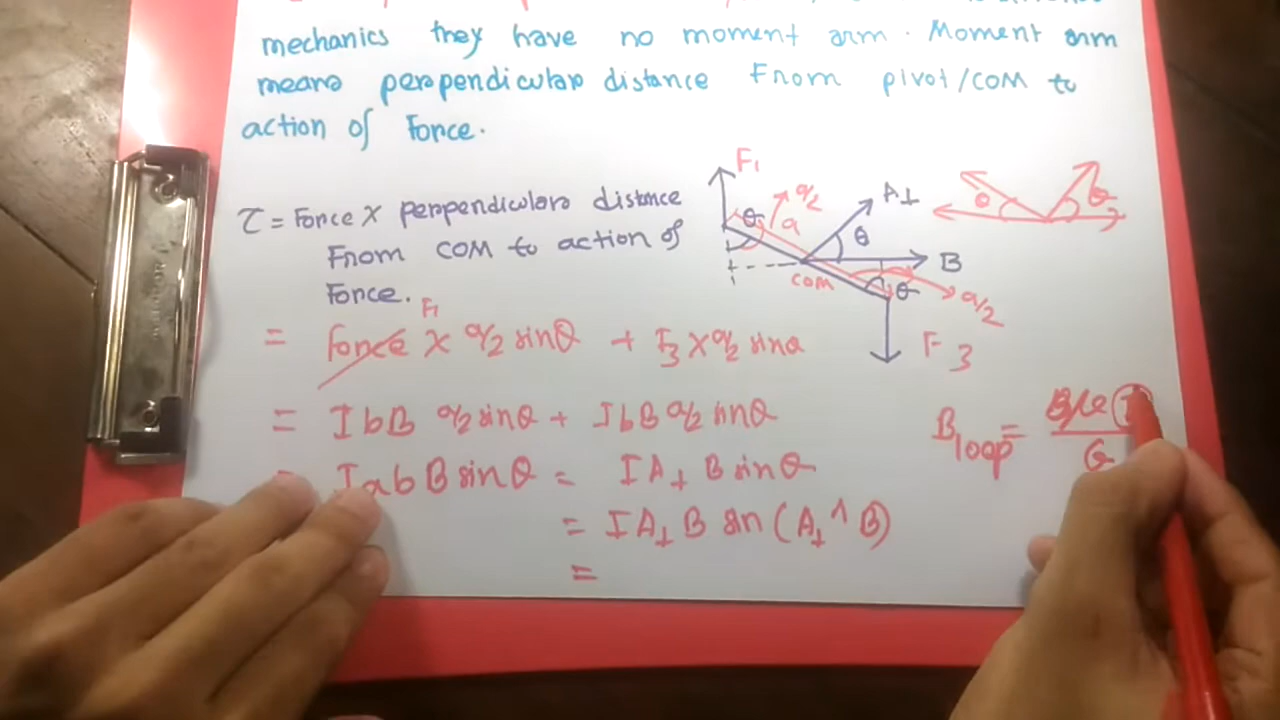 mechanics they have no moment arm. Moment arm
means perpendicular distance From pivot/COM to
action of Force.
τ = Force X perpendiculars distance
From COM to action of
Force.
= Force F₁ X a/2 sinθ + F₃ X a/2 sinθ
= IbB a/2 sinθ + IbB a/2 sinθ
= IabB sinθ = IA⊥ B sinθ
= IA⊥ B sin (A⊥ ^ B)
=
F₁
θ
a/2
a
A⊥
θ
B
COM
θ
a/2
F3
θ
θ
B loop =